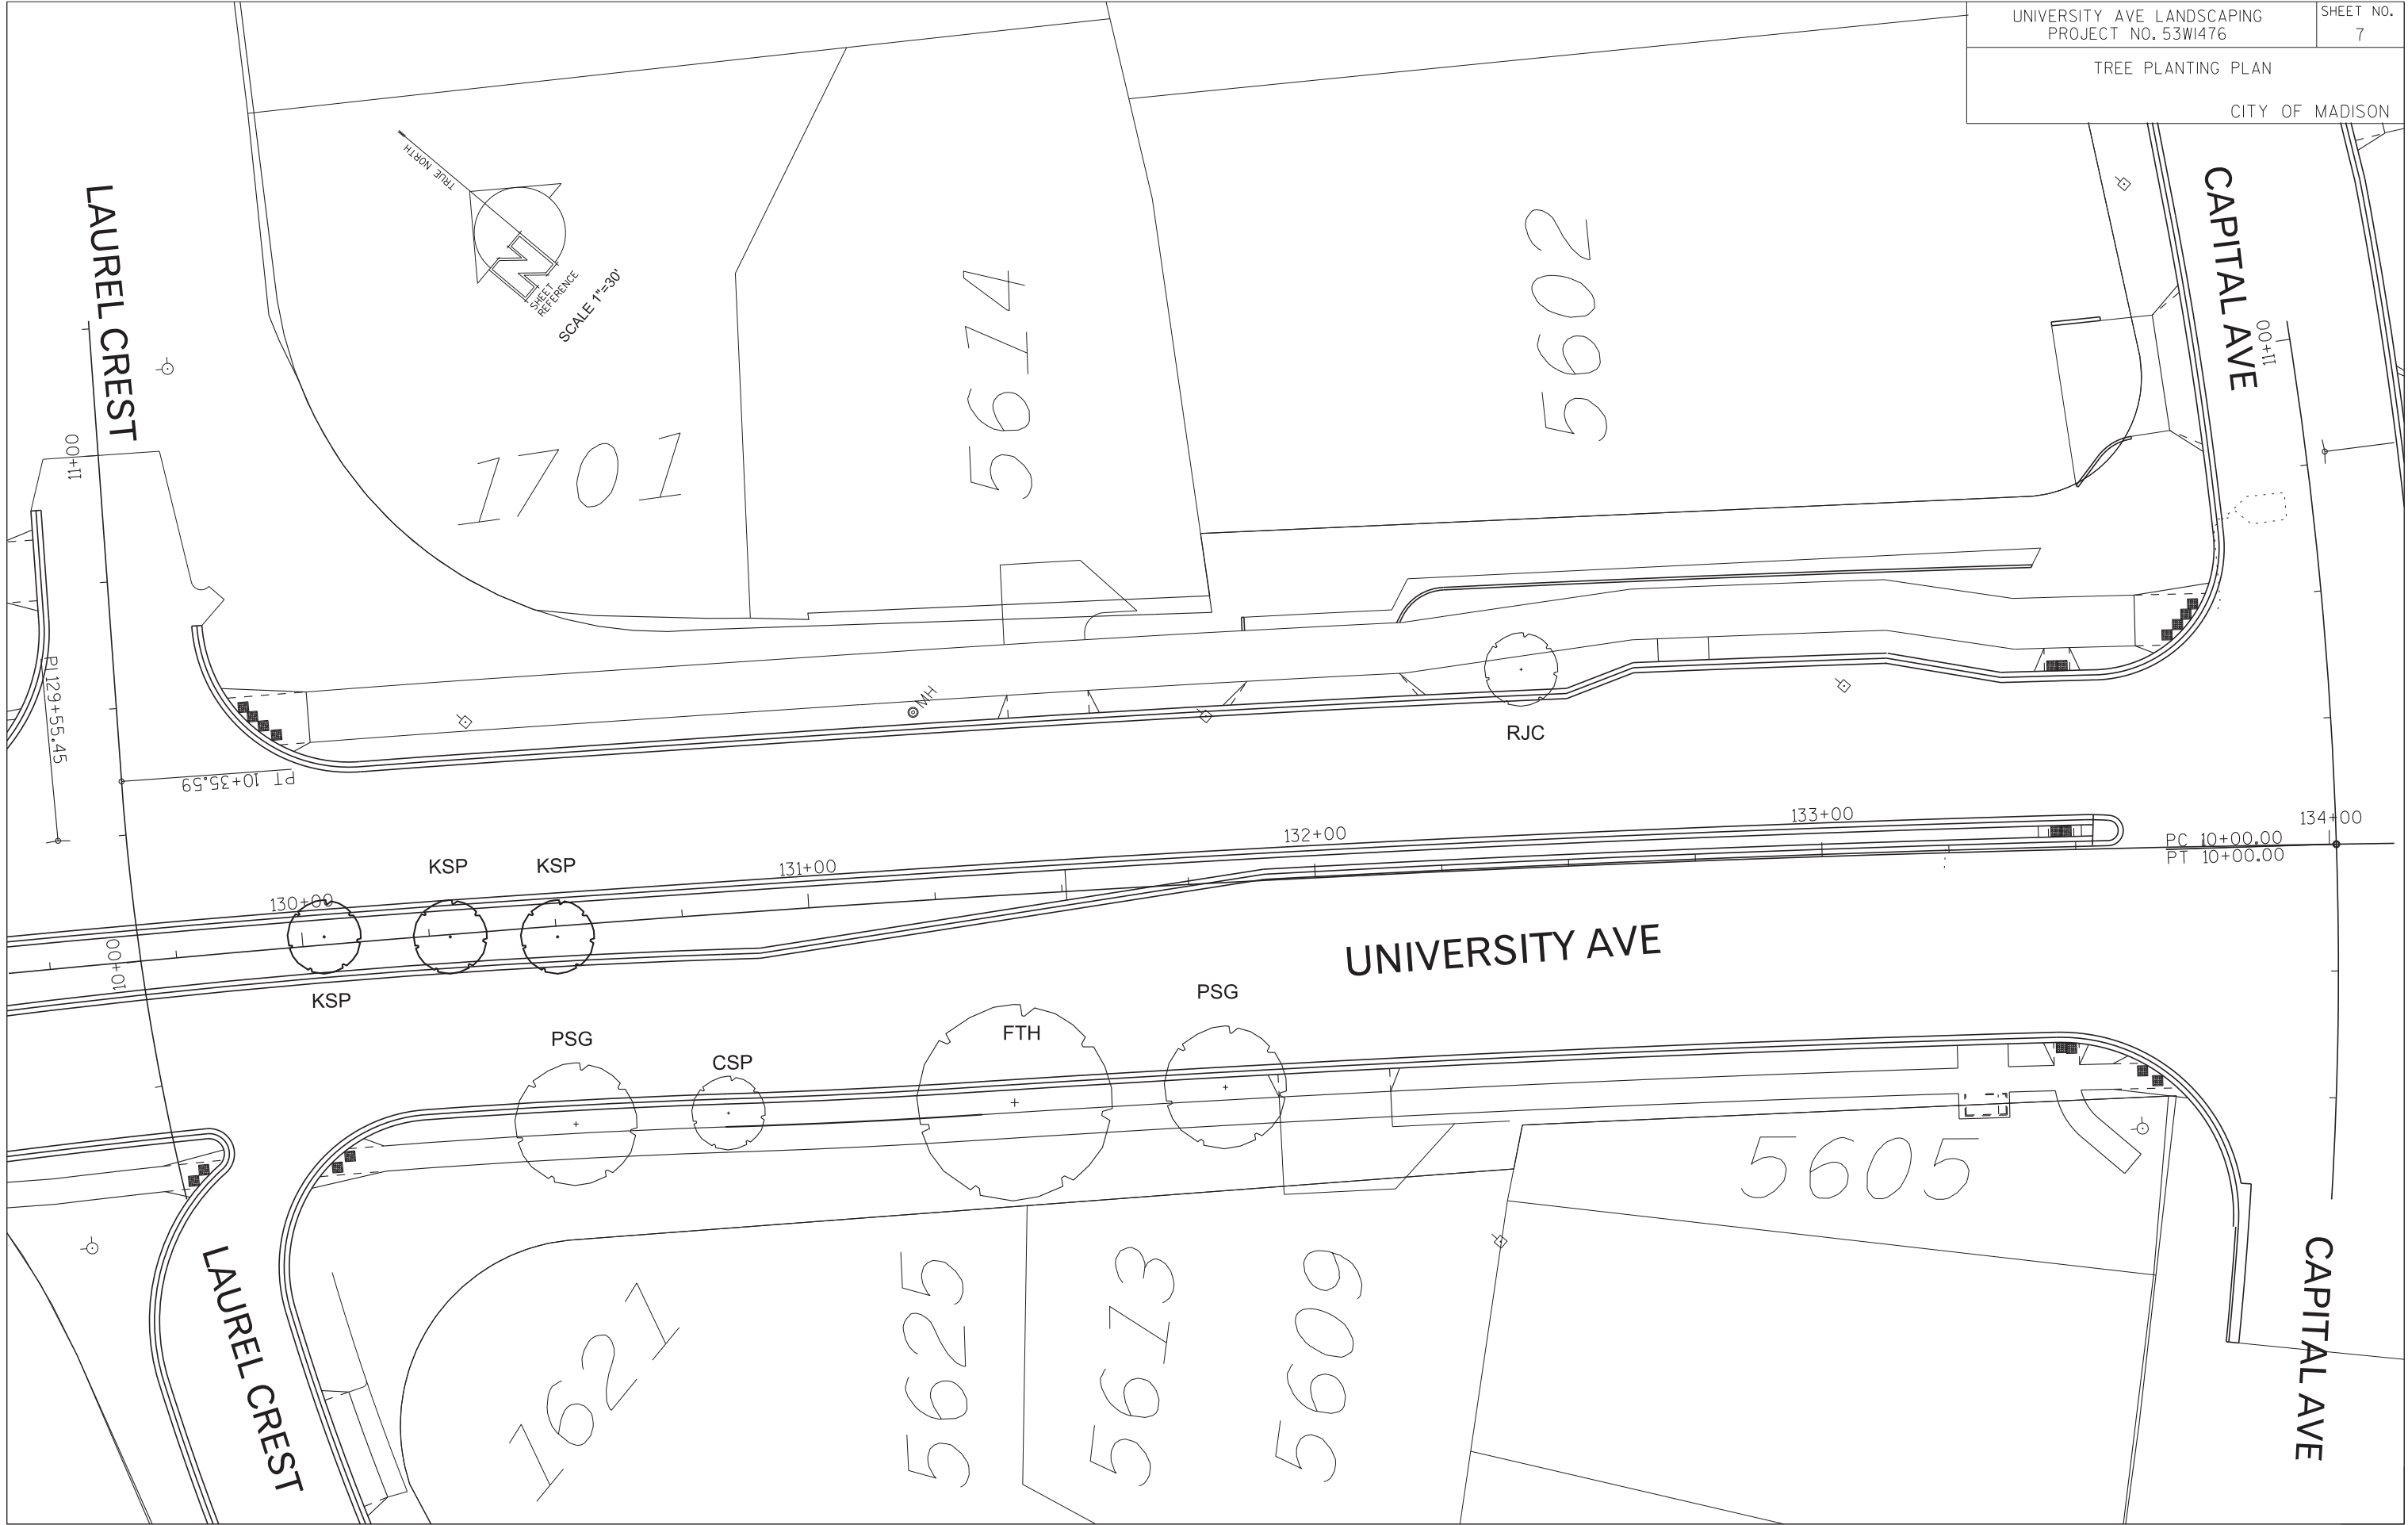 UNIVERSITY AVE LANDSCAPING
PROJECT NO. 53W1476
SHEET NO.
7
TREE PLANTING PLAN
CITY OF MADISON
TRUE NORTH
N
SHEET
REFERENCE
SCALE 1"=30'
LAUREL CREST
CAPITAL AVE
11+00
11+00
1701
5614
5602
PI 129+55.45
PT 10+35.59
MH
RJC
130+00
KSP
KSP
131+00
132+00
133+00
134+00
PC 10+00.00
PT 10+00.00
10+00
KSP
UNIVERSITY AVE
PSG
CSP
FTH
PSG
5605
LAUREL CREST
1621
5625
5613
5609
CAPITAL AVE